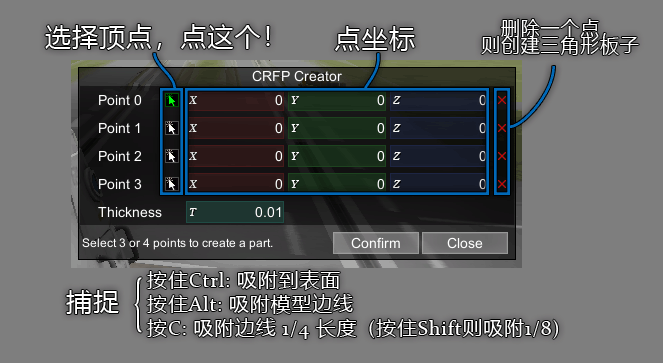 选择顶点，点这个！
点坐标
删除一个点，
则创建三角形板子
CRFP Creator
Point 0 X 0 Y 0 Z 0 ×
Point 1 X 0 Y 0 Z 0 ×
Point 2 X 0 Y 0 Z 0 ×
Point 3 X 0 Y 0 Z 0 ×
Thickness T 0.01
Select 3 or 4 points to create a part. Confirm Close
捕捉
按住Ctrl: 吸附到表面
按住Alt: 吸附模型边线
按C: 吸附边线 1/4 长度（按住Shift则吸附1/8）